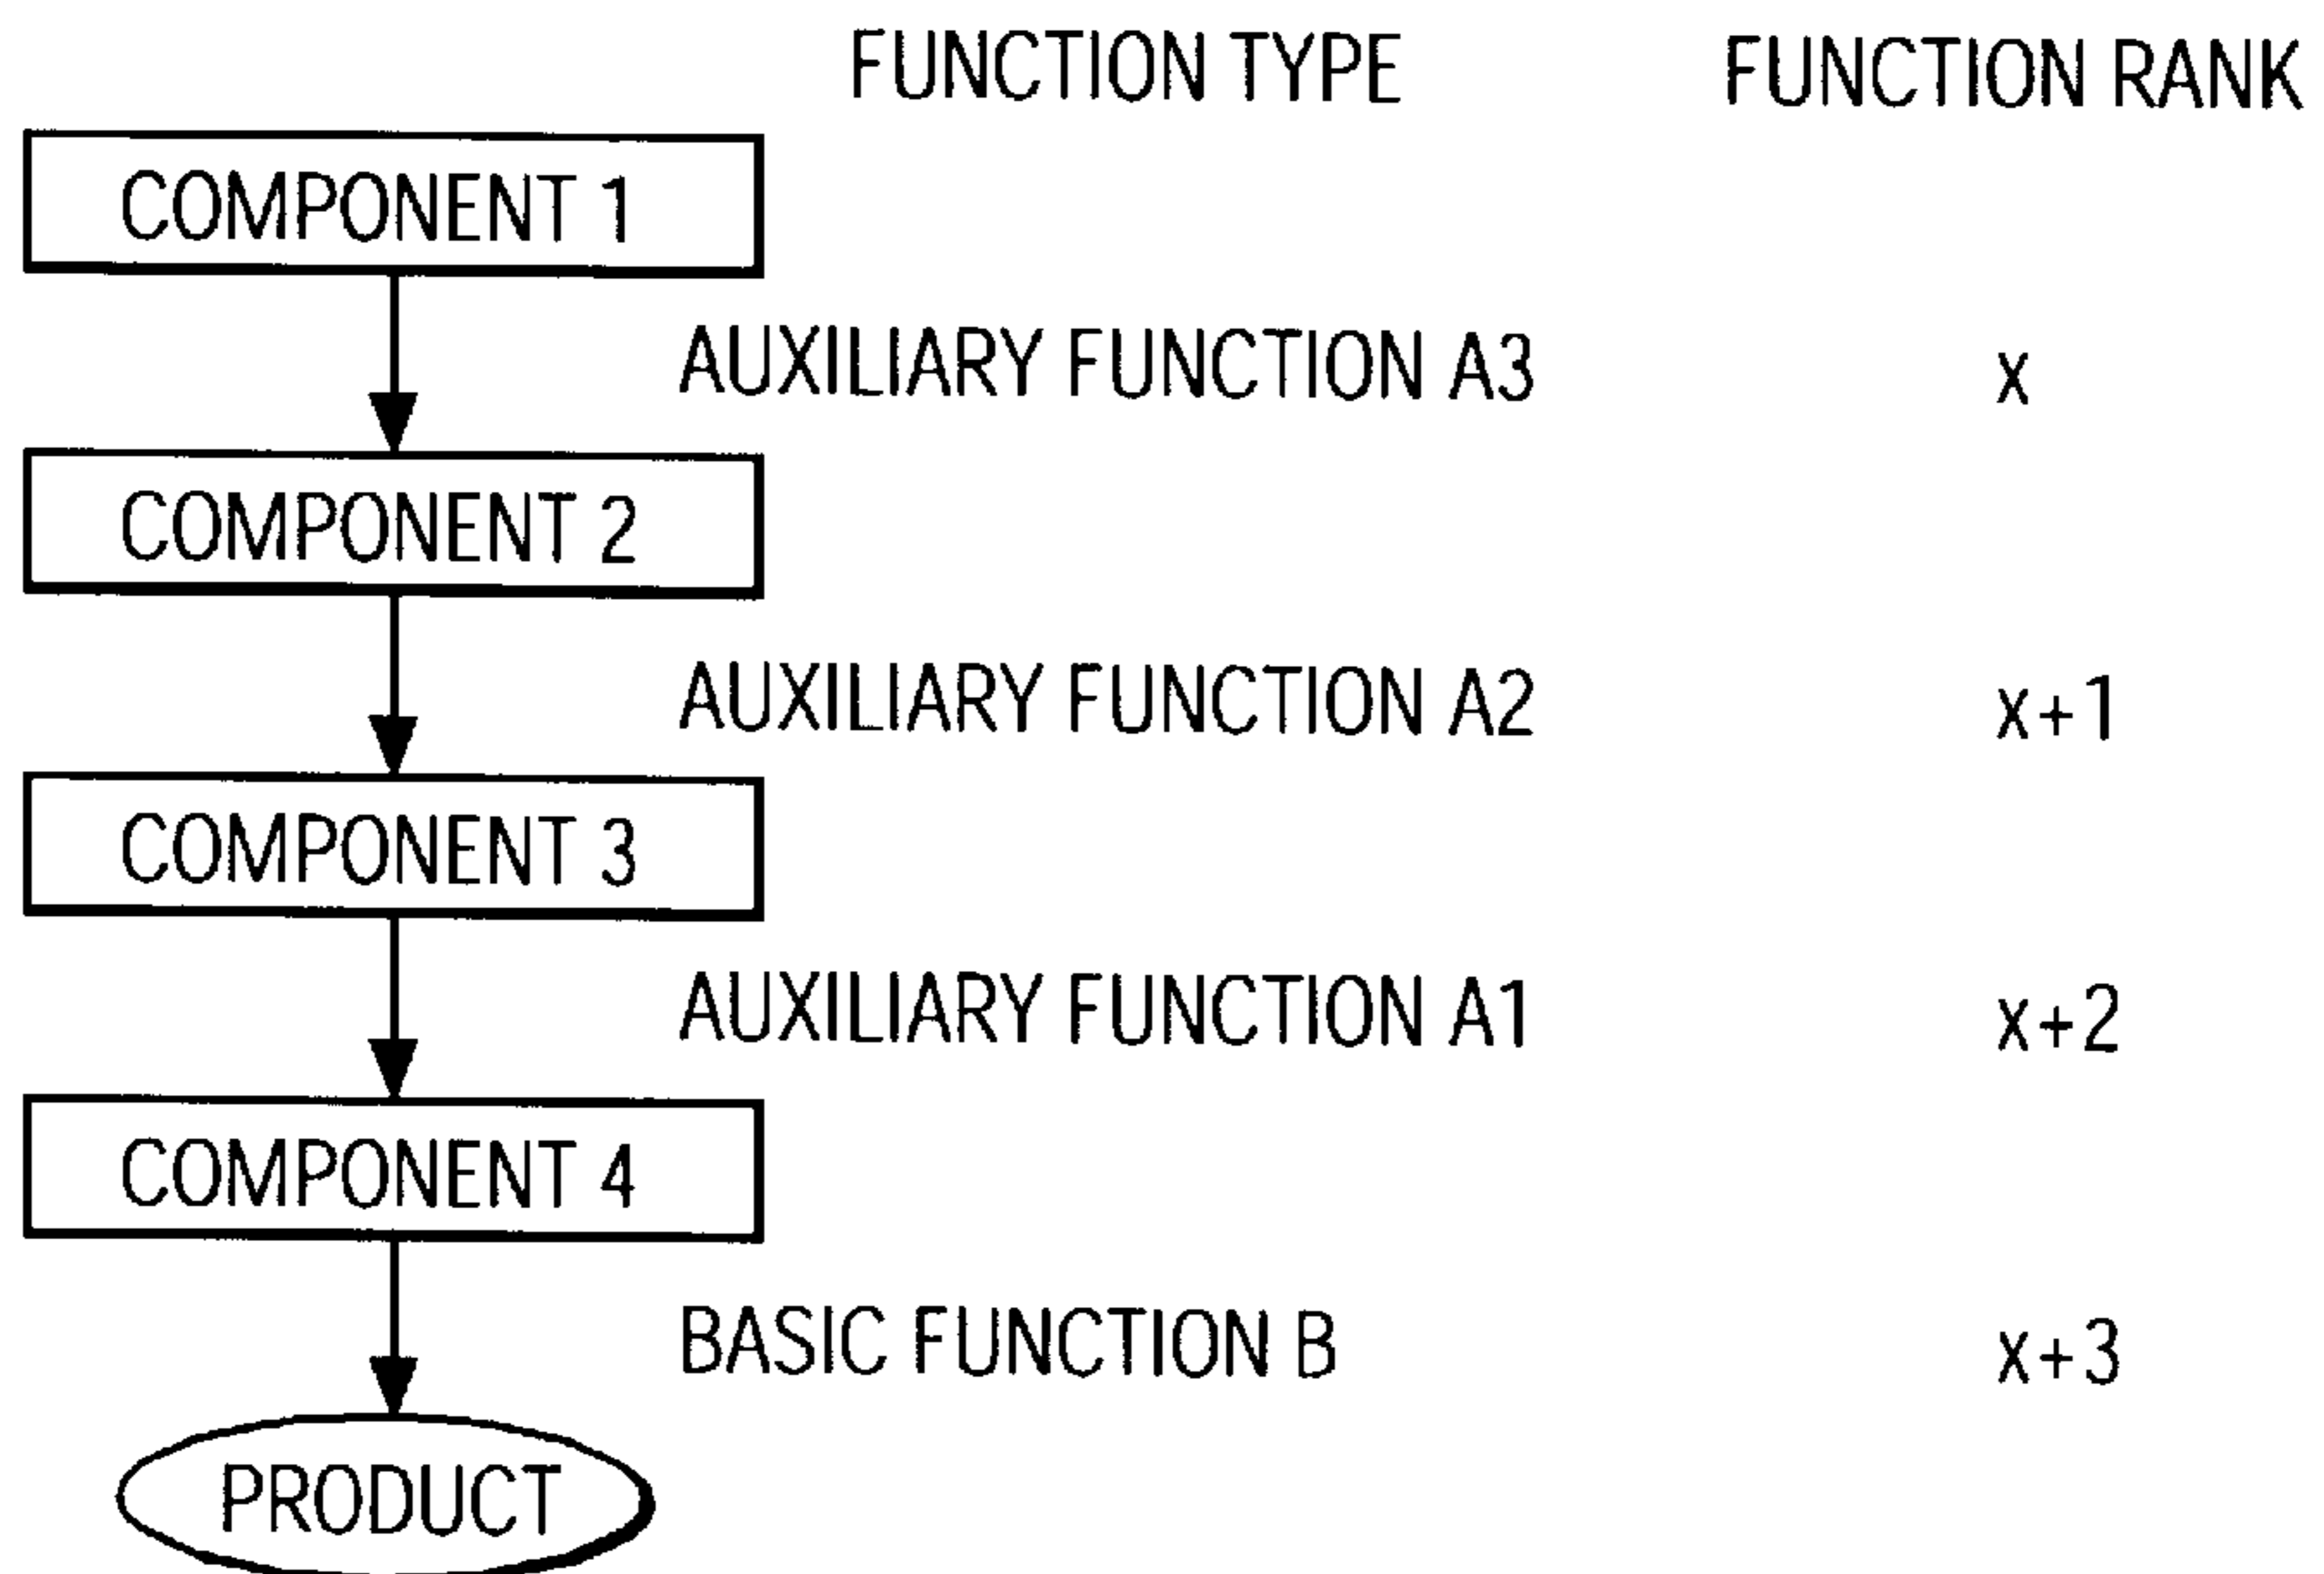 FUNCTION TYPE FUNCTION RANK
COMPONENT 1
AUXILIARY FUNCTION A3 x
COMPONENT 2
AUXILIARY FUNCTION A2 x+1
COMPONENT 3
AUXILIARY FUNCTION A1 x+2
COMPONENT 4
BASIC FUNCTION B x+3
PRODUCT